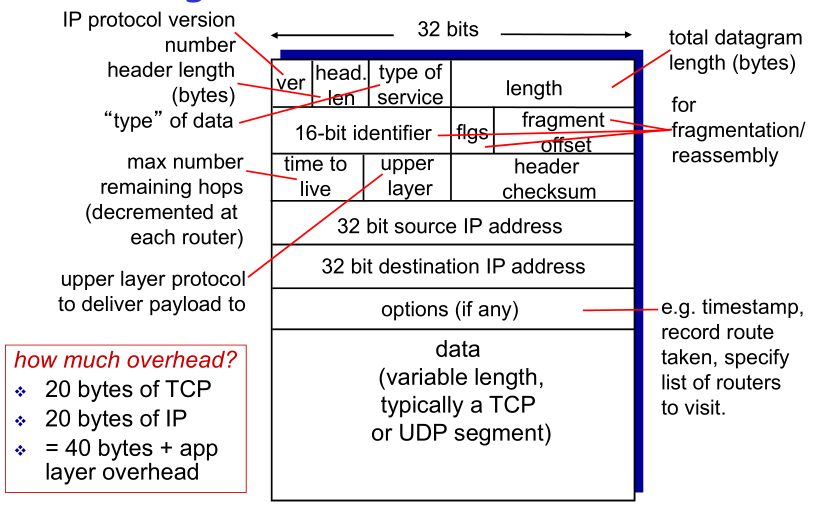 IP protocol version
number
header length
(bytes)
“type” of data
max number
remaining hops
(decremented at
each router)
upper layer protocol
to deliver payload to
how much overhead?
20 bytes of TCP
20 bytes of IP
= 40 bytes + app
layer overhead
32 bits
ver
head.
len
type of
service
length
16-bit identifier
flgs
fragment
offset
time to
live
upper
layer
header
checksum
32 bit source IP address
32 bit destination IP address
options (if any)
data
(variable length,
typically a TCP
or UDP segment)
total datagram
length (bytes)
for
fragmentation/
reassembly
e.g. timestamp,
record route
taken, specify
list of routers
to visit.